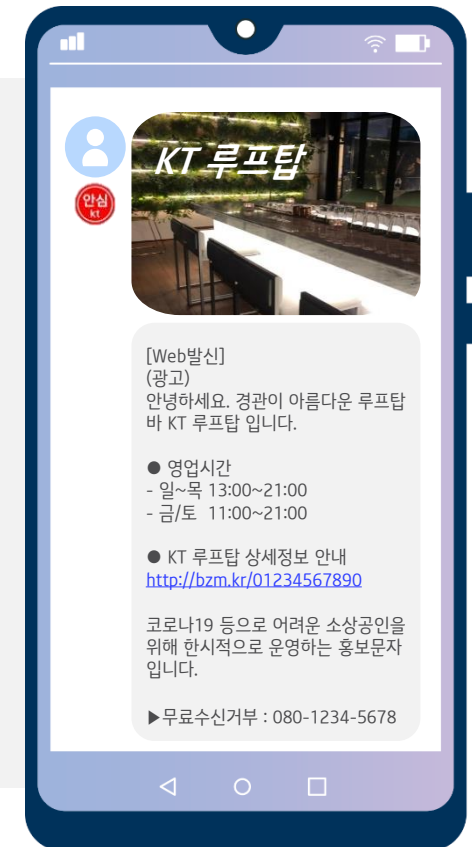 KT 루프탑
안심
kt
[Web발신]
(광고)
안녕하세요. 경관이 아름다운 루프탑
바 KT 루프탑 입니다.
● 영업시간
- 일~목 13:00~21:00
- 금/토  11:00~21:00
● KT 루프탑 상세정보 안내
http://bzm.kr/01234567890
코로나19 등으로 어려운 소상공인을
위해 한시적으로 운영하는 홍보문자
입니다.
▶무료수신거부 : 080-1234-5678